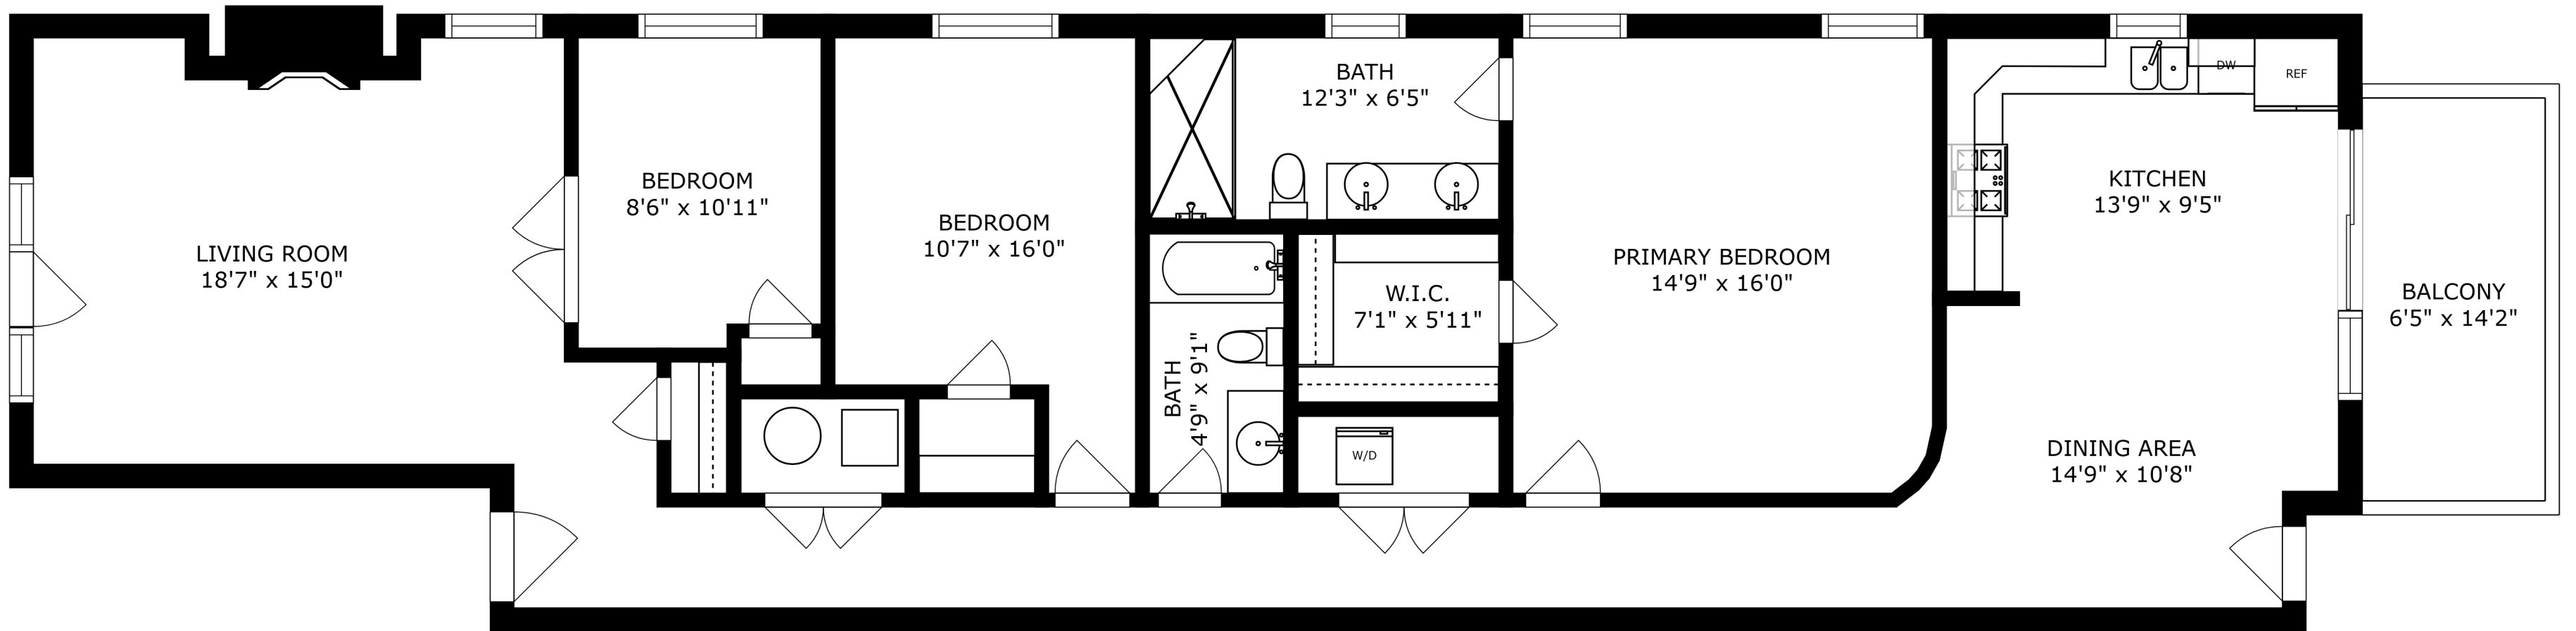 LIVING ROOM
18'7" x 15'0"
BEDROOM
8'6" x 10'11"
BEDROOM
10'7" x 16'0"
BATH
12'3" x 6'5"
BATH
4'9" x 9'1"
W.I.C.
7'1" x 5'11"
W/D
PRIMARY BEDROOM
14'9" x 16'0"
DW
REF
KITCHEN
13'9" x 9'5"
DINING AREA
14'9" x 10'8"
BALCONY
6'5" x 14'2"